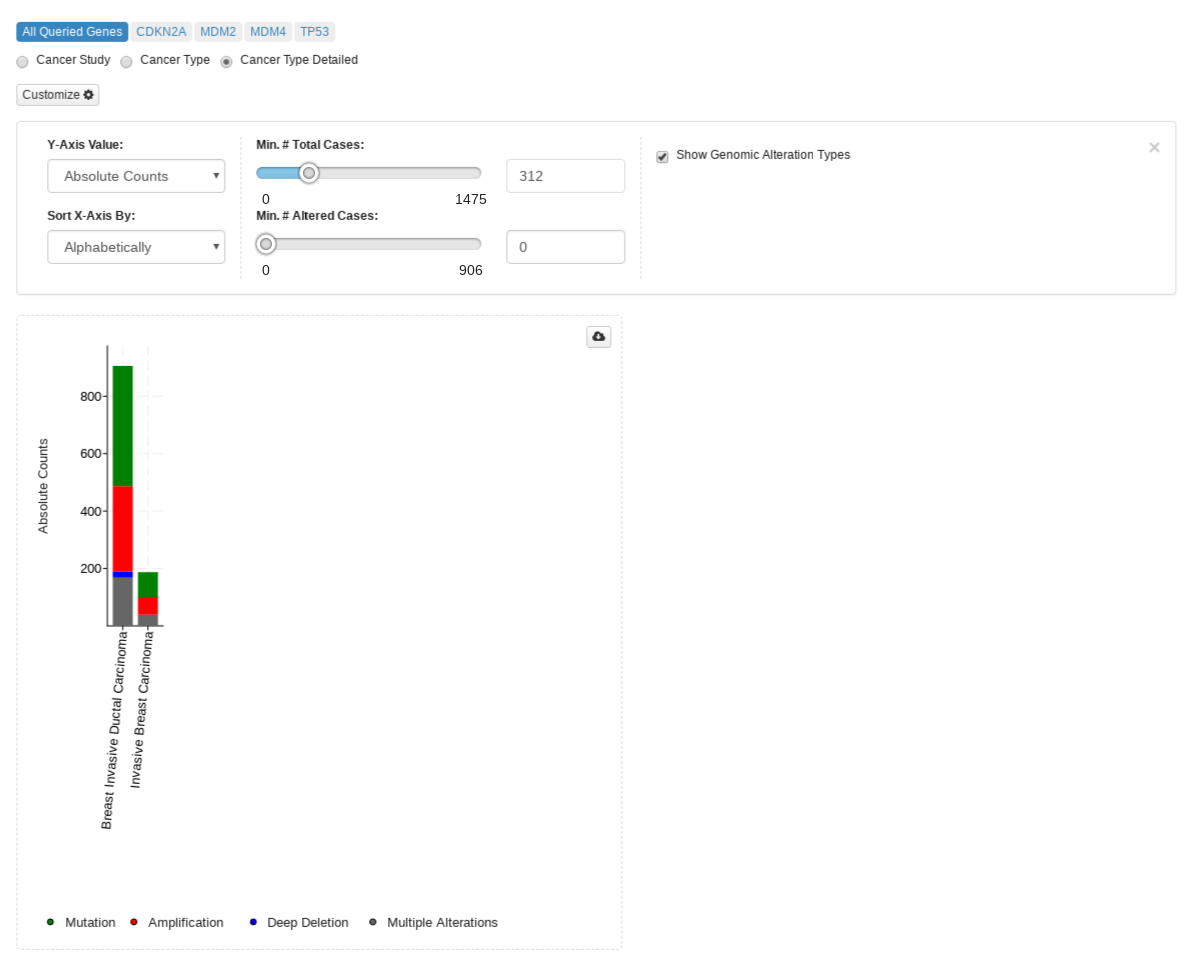 All Queried Genes CDKN2A MDM2 MDM4 TP53
Cancer Study Cancer Type Cancer Type Detailed
Customize
Y-Axis Value:
Absolute Counts
Sort X-Axis By:
Alphabetically
Min. # Total Cases:
312
0 1475
Min. # Altered Cases:
0
0 906
Show Genomic Alteration Types
×
Absolute Counts
800
600
400
200
Breast Invasive Ductal Carcinoma
Invasive Breast Carcinoma
Mutation Amplification Deep Deletion Multiple Alterations